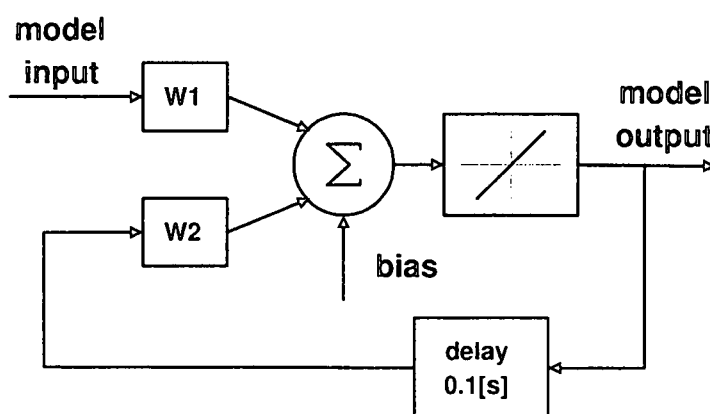 model
input
W1
Σ
model
output
W2
bias
delay
0.1[s]